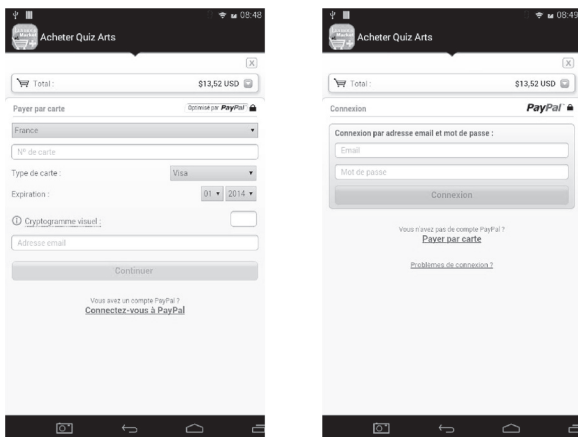 08:48
Acheter Quiz Arts
Total : $13,52 USD
Payer par carte Optimisé par PayPal
France
N° de carte
Type de carte : Visa
Expiration : 01 2014
Cryptogramme visuel :
Adresse email
Continuer
Vous avez un compte PayPal ?
Connectez-vous à PayPal
08:49
Acheter Quiz Arts
Total : $13,52 USD
Connexion PayPal
Connexion par adresse email et mot de passe :
Email
Mot de passe
Connexion
Vous n'avez pas de compte PayPal ?
Payer par carte
Problèmes de connexion ?